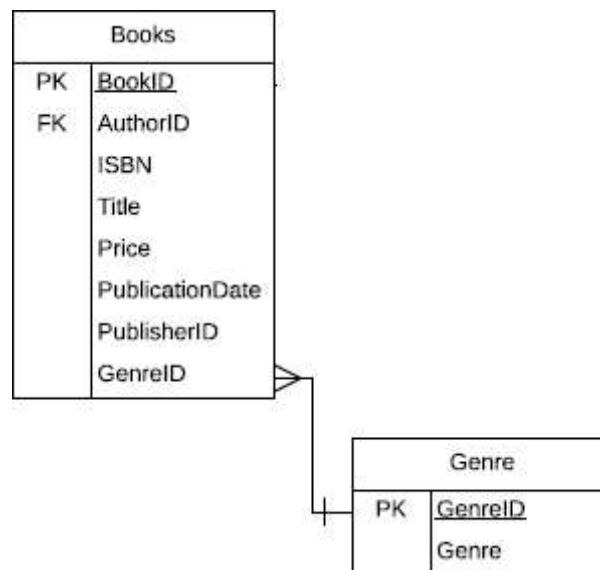 Books
PK BookID
FK AuthorID
ISBN
Title
Price
PublicationDate
PublisherID
GenreID
Genre
PK GenreID
Genre